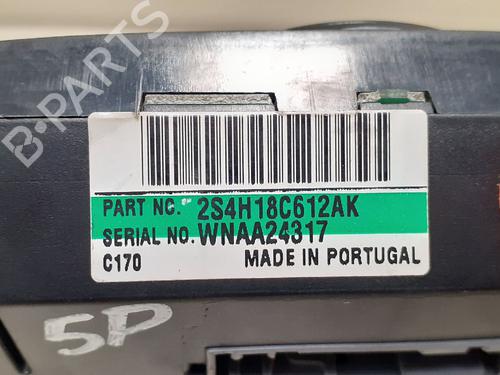 B-PARTS
PART NO. 2S4H18C612AK
SERIAL NO. WNAA24317
C170 MADE IN PORTUGAL
5P